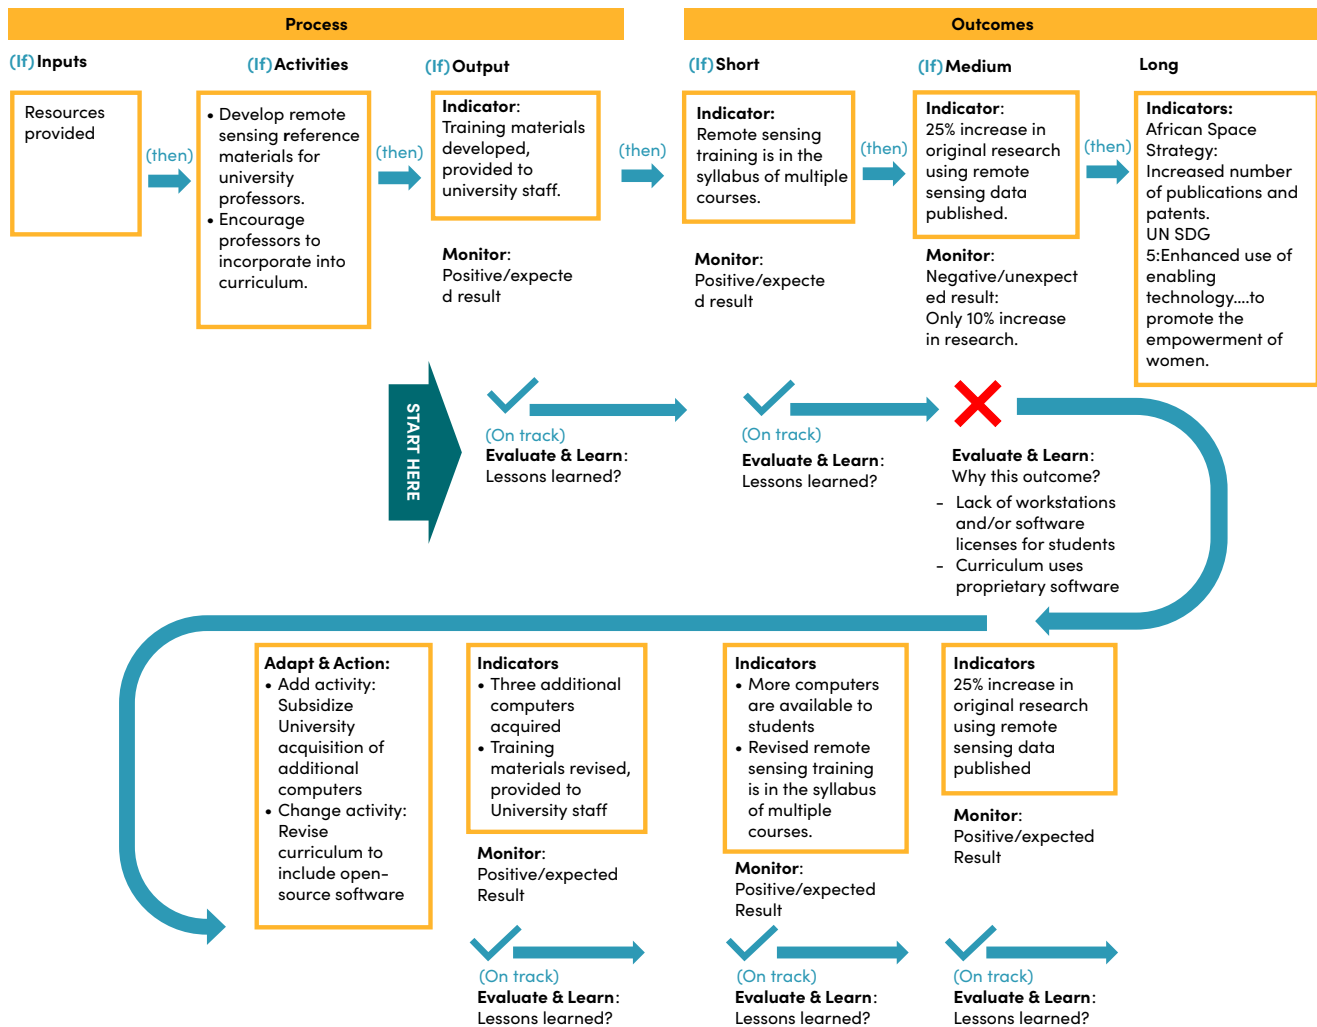 Process
Outcomes
(If) Inputs
(If) Activities
(If) Output
(If) Short
(If) Medium
Long
Resources
provided
(then)
• Develop remote
sensing reference
materials for
university
professors.
• Encourage
professors to
incorporate into
curriculum.
(then)
Indicator:
Training materials
developed,
provided to
university staff.
Monitor:
Positive/expecte
d result
(then)
Indicator:
Remote sensing
training is in the
syllabus of multiple
courses.
Monitor:
Positive/expecte
d result
(then)
Indicator:
25% increase in
original research
using remote
sensing data
published.
Monitor:
Negative/unexpect
ed result:
Only 10% increase
in research.
(then)
Indicators:
African Space
Strategy:
Increased number
of publications and
patents.
UN SDG
5:Enhanced use of
enabling
technology....to
promote the
empowerment of
women.
START HERE
(On track)
Evaluate & Learn:
Lessons learned?
(On track)
Evaluate & Learn:
Lessons learned?
Evaluate & Learn:
Why this outcome?
- Lack of workstations
and/or software
licenses for students
- Curriculum uses
proprietary software
Adapt & Action:
• Add activity:
Subsidize
University
acquisition of
additional
computers
• Change activity:
Revise
curriculum to
include open-
source software
Indicators
• Three additional
computers
acquired
• Training
materials revised,
provided to
University staff
Monitor:
Positive/expected
Result
(On track)
Evaluate & Learn:
Lessons learned?
Indicators
• More computers
are available to
students
• Revised remote
sensing training
is in the syllabus
of multiple
courses.
Monitor:
Positive/expected
Result
(On track)
Evaluate & Learn:
Lessons learned?
Indicators
25% increase in
original research
using remote
sensing data
published
Monitor:
Positive/expected
Result
(On track)
Evaluate & Learn:
Lessons learned?